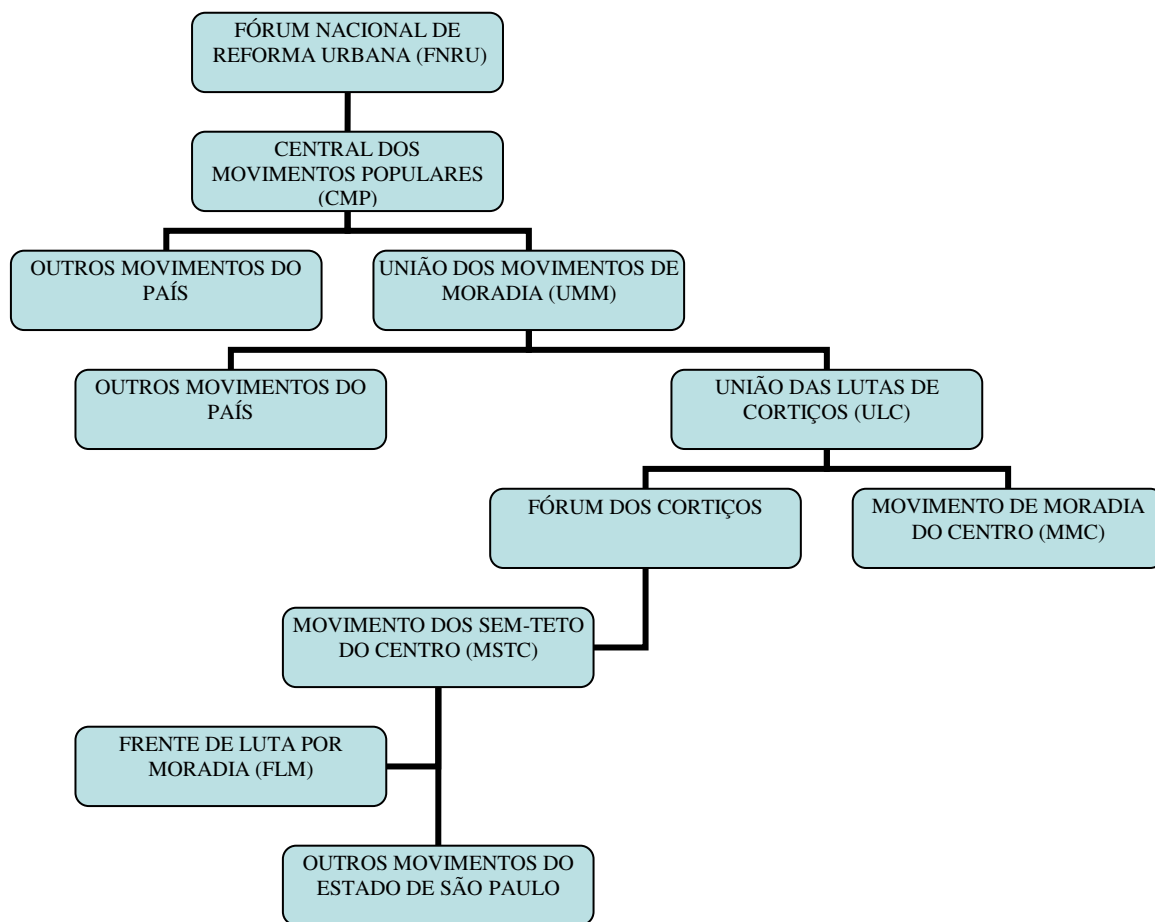 FÓRUM NACIONAL DE
REFORMA URBANA (FNRU)
CENTRAL DOS
MOVIMENTOS POPULARES
(CMP)
OUTROS MOVIMENTOS DO
PAÍS
UNIÃO DOS MOVIMENTOS DE
MORADIA (UMM)
OUTROS MOVIMENTOS DO
PAÍS
UNIÃO DAS LUTAS DE
CORTIÇOS (ULC)
FÓRUM DOS CORTIÇOS
MOVIMENTO DE MORADIA
DO CENTRO (MMC)
MOVIMENTO DOS SEM-TETO
DO CENTRO (MSTC)
FRENTE DE LUTA POR
MORADIA (FLM)
OUTROS MOVIMENTOS DO
ESTADO DE SÃO PAULO